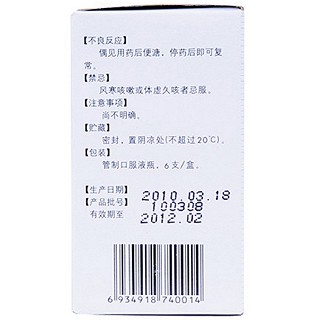 【不良反应】
偶见用药后便溏，停药后即可复
常。
【禁忌】
风寒咳嗽或体虚久咳者忌服。
【注意事项】
尚不明确。
【贮藏】
密封，置阴凉处(不超过20℃)。
【包装】
管制口服液瓶，6支/盒。
【生产日期】 2010.03.18
【产品批号】 100308
有效期至 2012.02
6 934918 740014